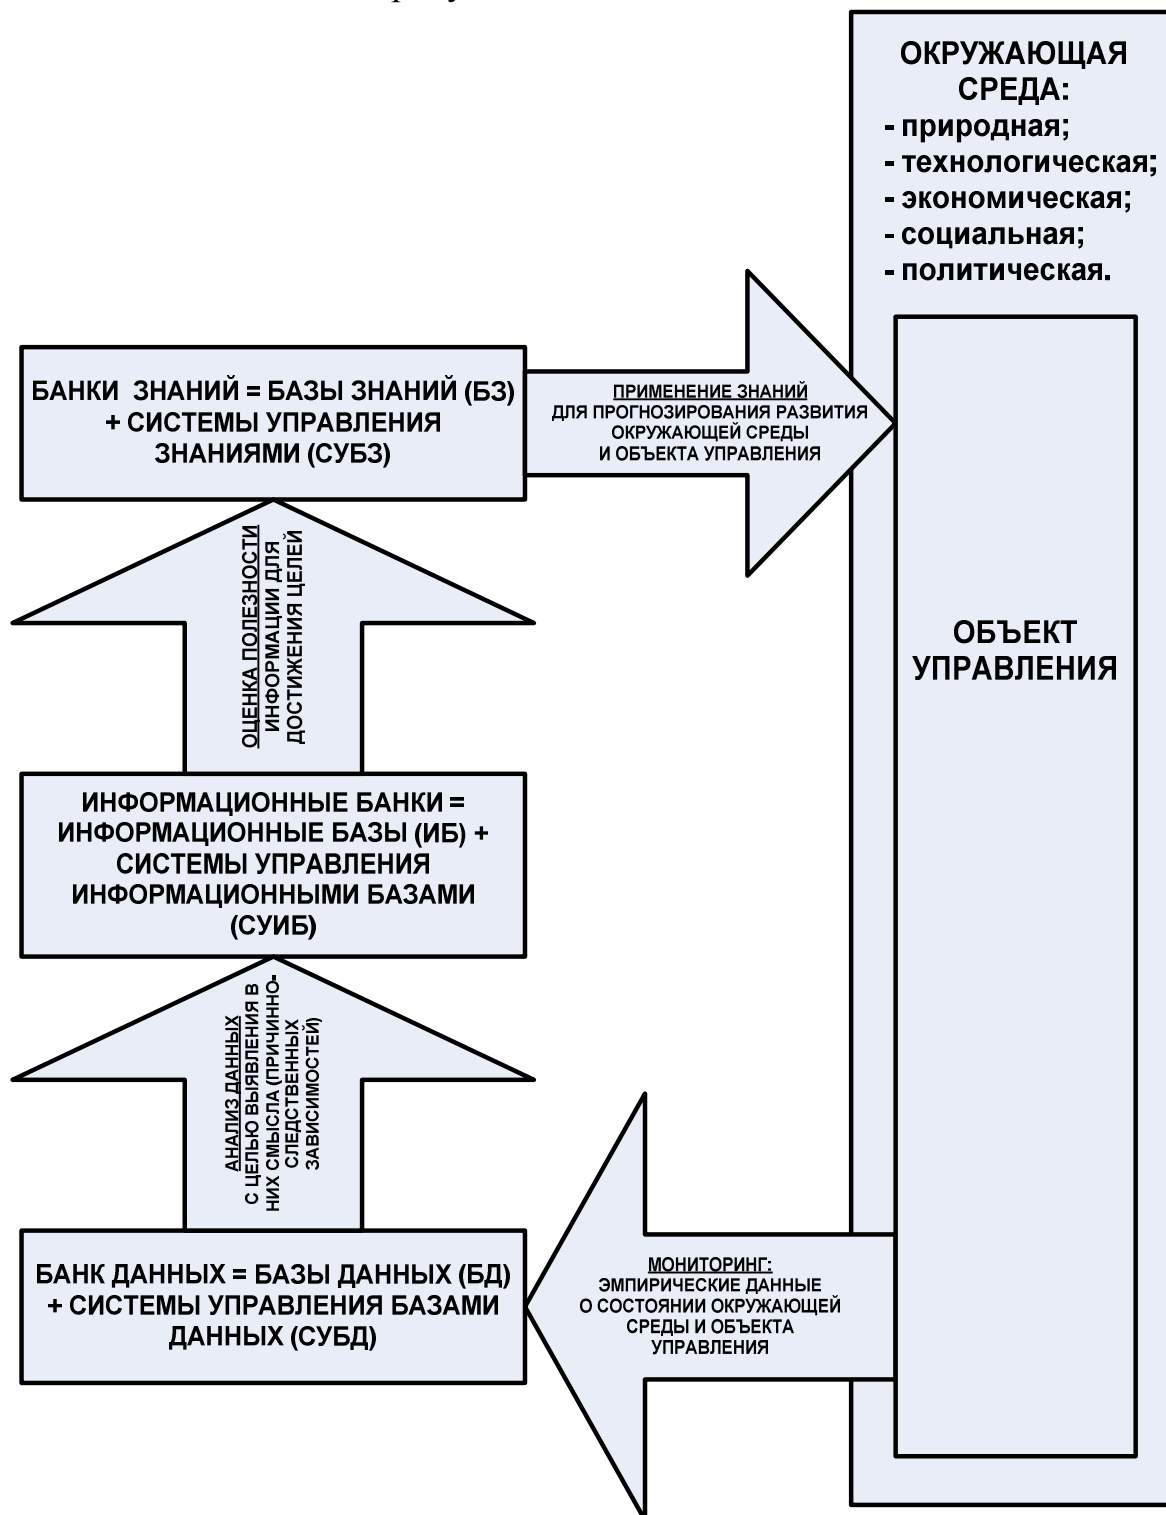 ОКРУЖАЮЩАЯ
СРЕДА:
- природная;
- технологическая;
- экономическая;
- социальная;
- политическая.
БАНКИ ЗНАНИЙ = БАЗЫ ЗНАНИЙ (БЗ)
+ СИСТЕМЫ УПРАВЛЕНИЯ
ЗНАНИЯМИ (СУБЗ)
ПРИМЕНЕНИЕ ЗНАНИЙ
ДЛЯ ПРОГНОЗИРОВАНИЯ РАЗВИТИЯ
ОКРУЖАЮЩЕЙ СРЕДЫ
И ОБЪЕКТА УПРАВЛЕНИЯ
ОЦЕНКА ПОЛЕЗНОСТИ
ИНФОРМАЦИИ ДЛЯ
ДОСТИЖЕНИЯ ЦЕЛЕЙ
ОБЪЕКТ
УПРАВЛЕНИЯ
ИНФОРМАЦИОННЫЕ БАНКИ =
ИНФОРМАЦИОННЫЕ БАЗЫ (ИБ) +
СИСТЕМЫ УПРАВЛЕНИЯ
ИНФОРМАЦИОННЫМИ БАЗАМИ
(СУИБ)
АНАЛИЗ ДАННЫХ
С ЦЕЛЬЮ ВЫЯВЛЕНИЯ В
НИХ СМЫСЛА (ПРИЧИННО-
СЛЕДСТВЕННЫХ
ЗАВИСИМОСТЕЙ)
БАНК ДАННЫХ = БАЗЫ ДАННЫХ (БД)
+ СИСТЕМЫ УПРАВЛЕНИЯ БАЗАМИ
ДАННЫХ (СУБД)
МОНИТОРИНГ:
ЭМПИРИЧЕСКИЕ ДАННЫЕ
О СОСТОЯНИИ ОКРУЖАЮЩЕЙ
СРЕДЫ И ОБЪЕКТА
УПРАВЛЕНИЯ